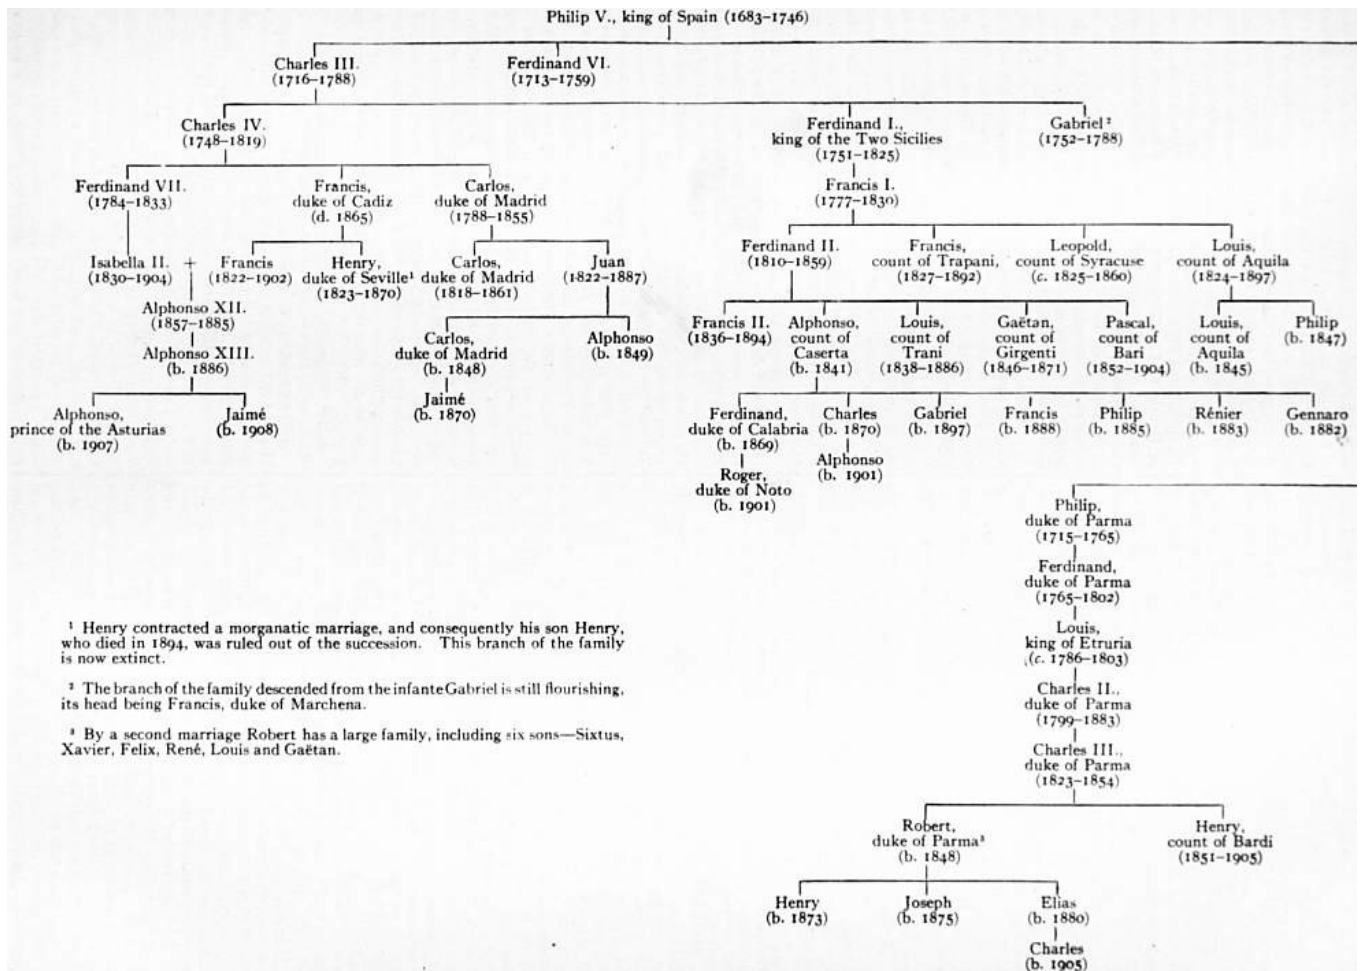 Philip V., king of Spain (1683–1746)
Charles III. Ferdinand VI.
(1716–1788) (1713–1759)
Charles IV. Ferdinand I., Gabriel²
(1748–1819) king of the Two Sicilies (1752–1788)
(1751–1825)
Ferdinand VII. Francis, Carlos, Francis I.
(1784–1833) duke of Cadiz duke of Madrid (1777–1830)
(d. 1865) (1788–1855)
Ferdinand II. Francis, Leopold, Louis,
(1810–1859) count of Trapani, count of Syracuse count of Aquila
(1827–1892) (c. 1825–1860) (1824–1897)
Isabella II. + Francis Henry, Carlos, Juan
(1830–1904) (1822–1902) duke of Seville¹ duke of Madrid (1822–1887)
(1823–1870) (1818–1861)
Alphonso XII.
(1857–1885)
Francis II. Alphonso, Louis, Gaëtan, Pascal, Louis, Philip
(1836–1894) count of count of count of count of count of (b. 1847)
Caserta Trani Girgenti Bari Aquila
(b. 1841) (1838–1886) (1846–1871) (1852–1904) (b. 1845)
Carlos, Alphonso
duke of Madrid (b. 1849)
(b. 1848)
Alphonso XIII.
(b. 1886)
Jaimé
(b. 1870)
Alphonso, Jaimé
prince of the Asturias (b. 1908)
(b. 1907)
Ferdinand, Charles Gabriel Francis Philip Rénier Gennaro
duke of Calabria (b. 1870) (b. 1897) (b. 1888) (b. 1885) (b. 1883) (b. 1882)
(b. 1869)
Roger, Alphonso
duke of Noto (b. 1901)
(b. 1901)
Philip,
duke of Parma
(1715–1765)
Ferdinand,
duke of Parma
(1765–1802)
Louis,
king of Etruria
(c. 1786–1803)
Charles II.,
duke of Parma
(1799–1883)
Charles III.,
duke of Parma
(1823–1854)
Robert, Henry,
duke of Parma³ count of Bardi
(b. 1848) (1851–1905)
Henry Joseph Elias
(b. 1873) (b. 1875) (b. 1880)
Charles
(b. 1905)
¹ Henry contracted a morganatic marriage, and consequently his son Henry,
who died in 1894, was ruled out of the succession. This branch of the family
is now extinct.
² The branch of the family descended from the infante Gabriel is still flourishing,
its head being Francis, duke of Marchena.
³ By a second marriage Robert has a large family, including six sons—Sixtus,
Xavier, Felix, René, Louis and Gaëtan.